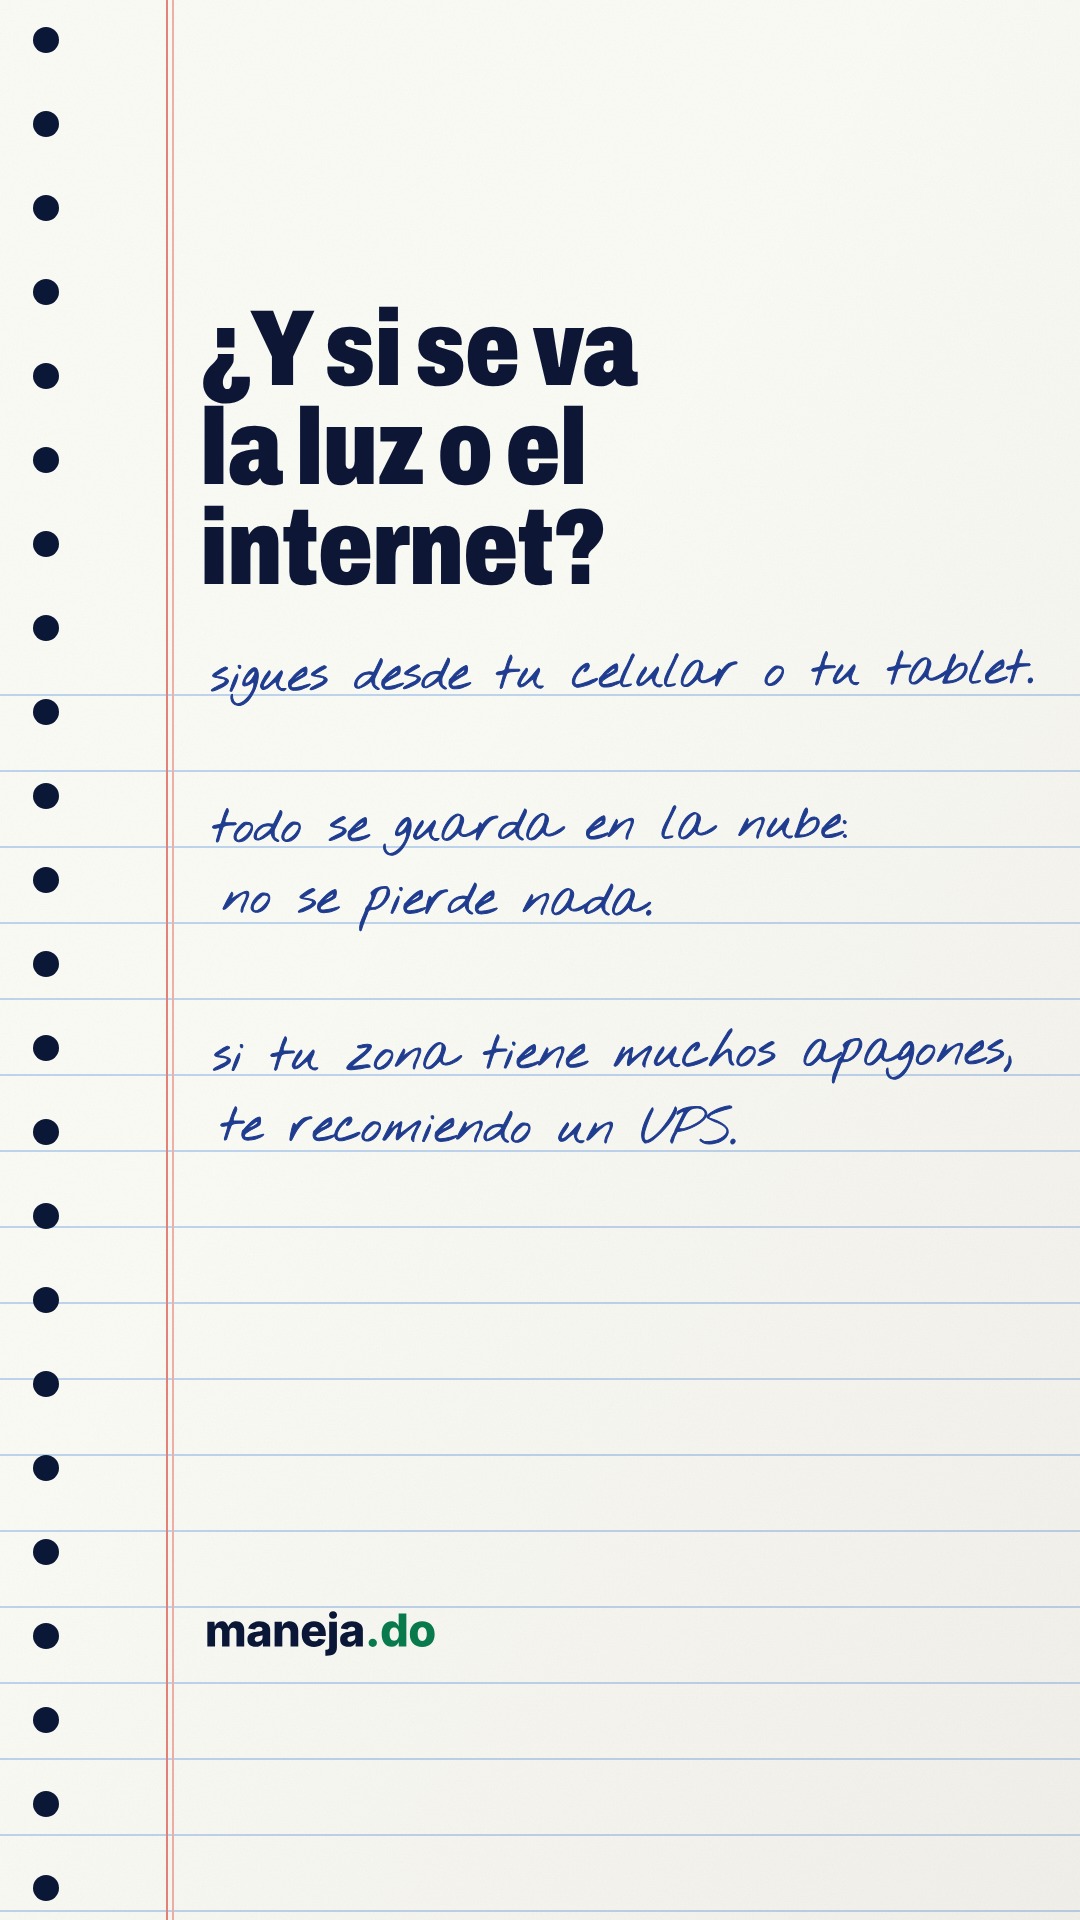 ¿Y si se va
la luz o el
internet?
sigues desde tu celular o tu tablet.
todo se guarda en la nube:
no se pierde nada.
si tu zona tiene muchos apagones,
te recomiendo un UPS.
maneja.do